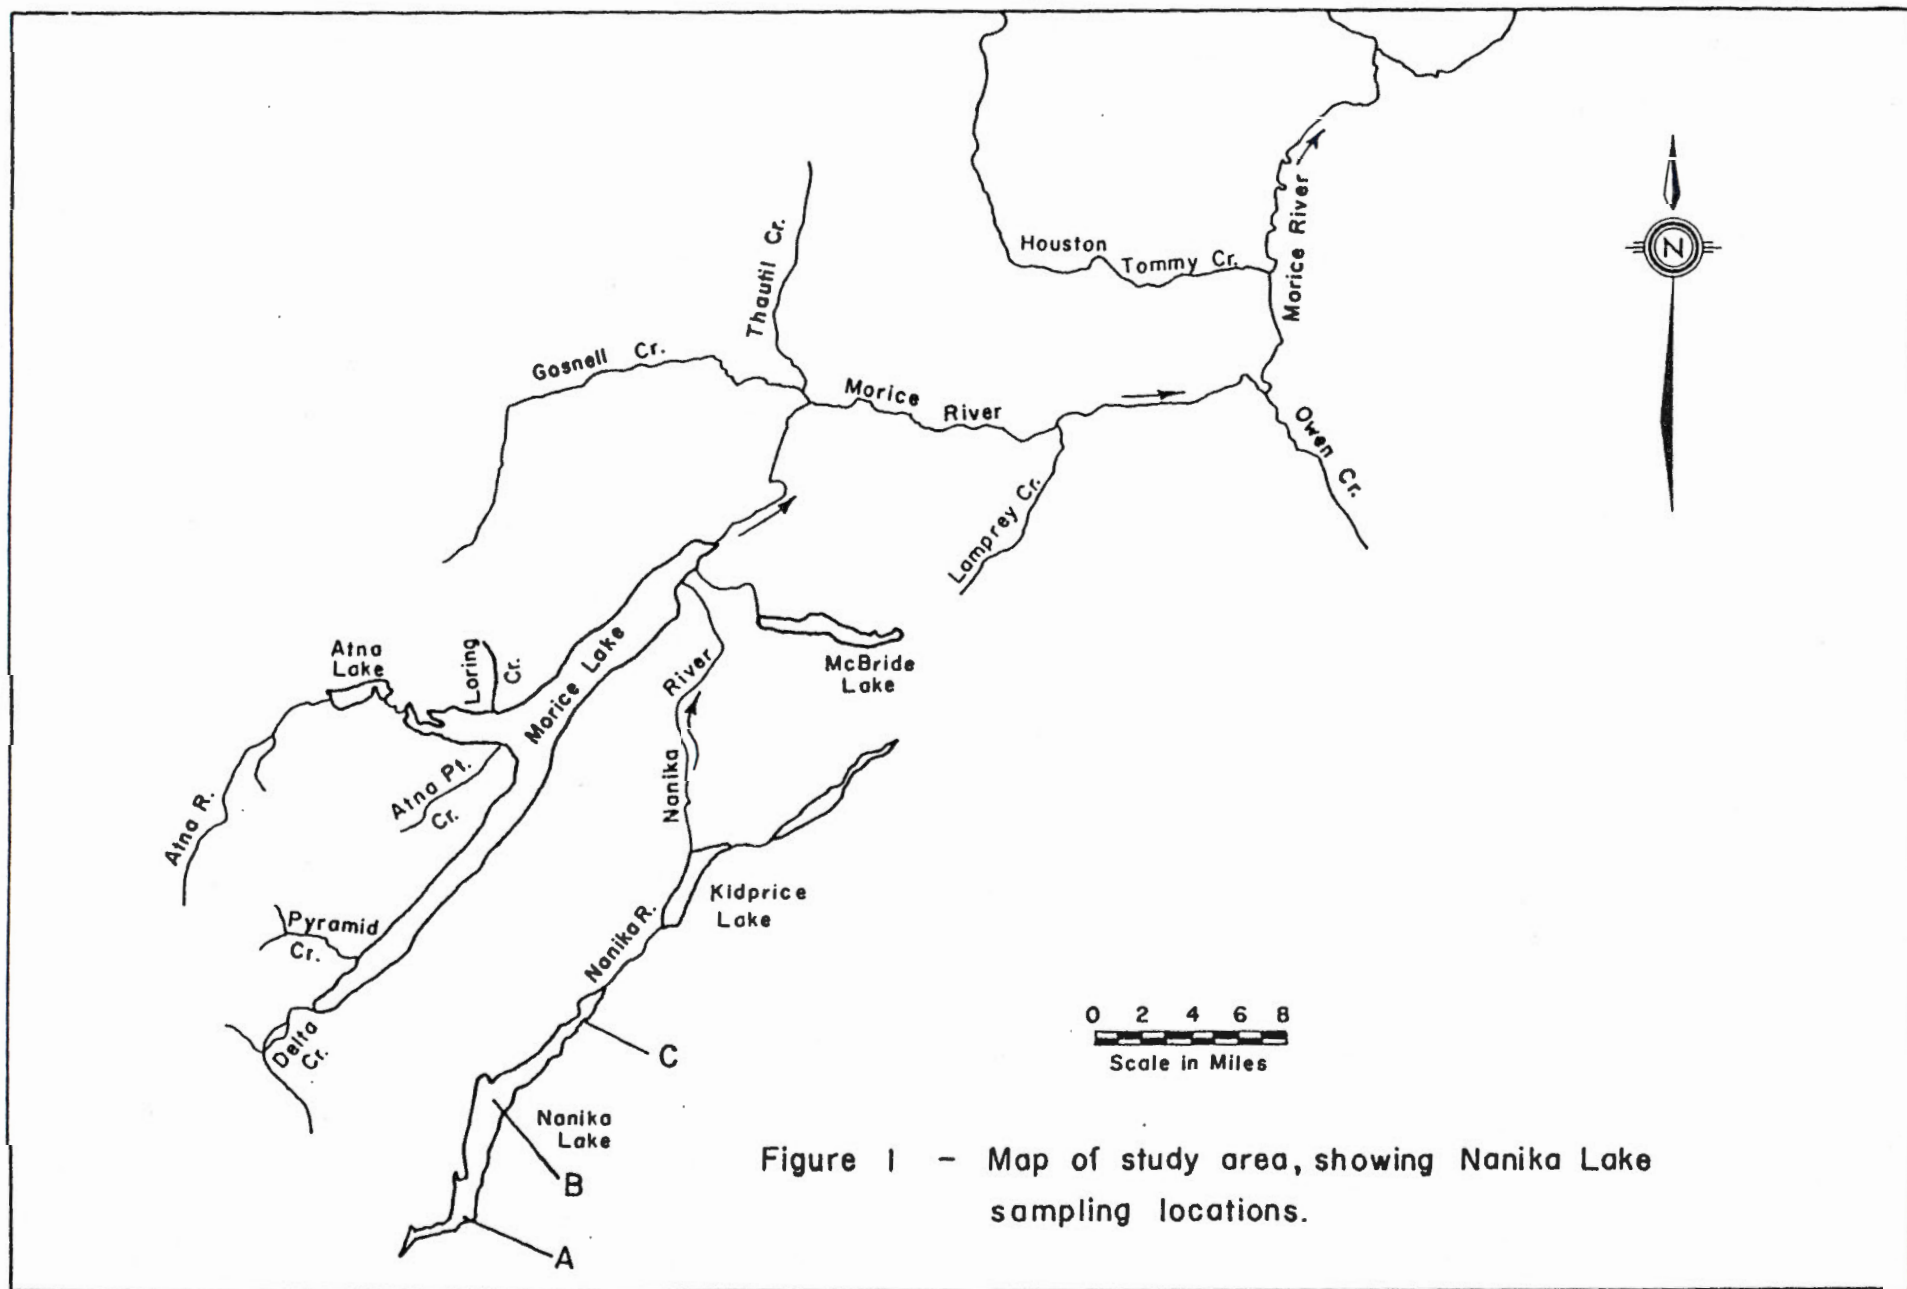 Houston
Tommy Cr.
Morice River
N
Thautil Cr.
Gosnell Cr.
Morice
River
Owen Cr.
Lamprey Cr.
Atna
Lake
Loring
Cr.
Morice Lake
River
McBride
Lake
Atna Pt.
Cr.
Nanika
Atna R.
Kidprice
Lake
Pyramid
Cr.
Nanika R.
Delta
Cr.
0 2 4 6 8
Scale in Miles
C
Nanika
Lake
B
A
Figure 1 - Map of study area, showing Nanika Lake
sampling locations.